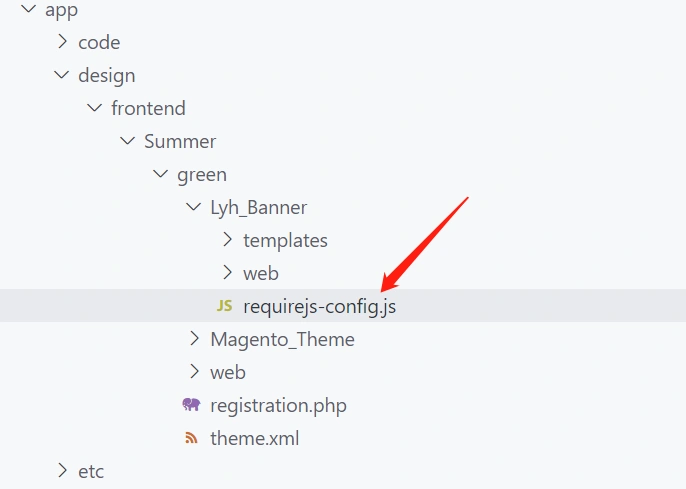 app
code
design
frontend
Summer
green
Lyh_Banner
templates
web
JS requirejs-config.js
Magento_Theme
web
registration.php
theme.xml
etc